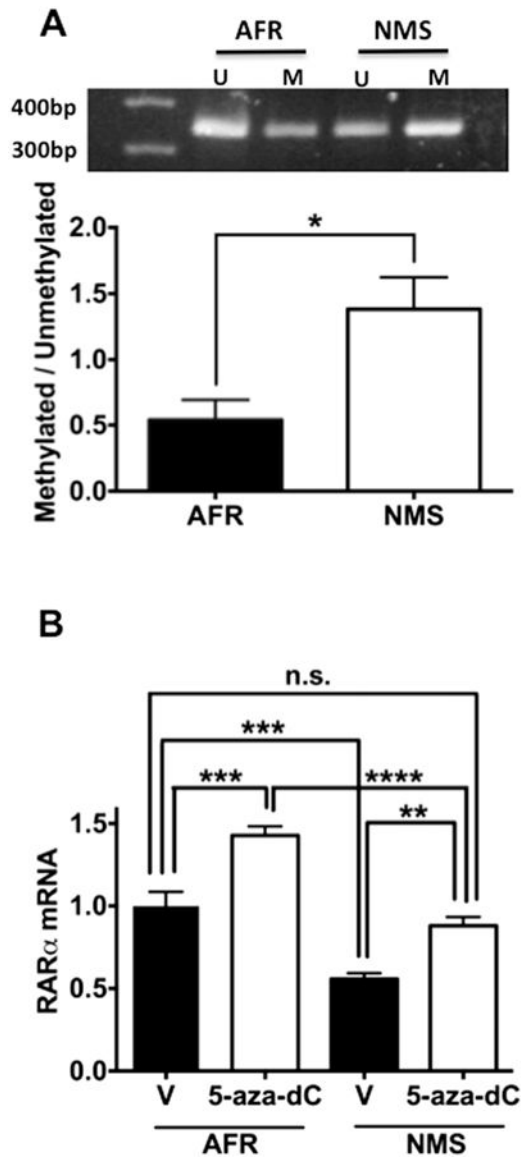 A
AFR NMS
U M U M
400bp
300bp
Methylated / Unmethylated
2.0
*
1.5
1.0
0.5
0.0
AFR NMS
B
n.s.
***
*** ****
**
RARα mRNA
1.5
1.0
0.5
0.0
V 5-aza-dC V 5-aza-dC
AFR NMS